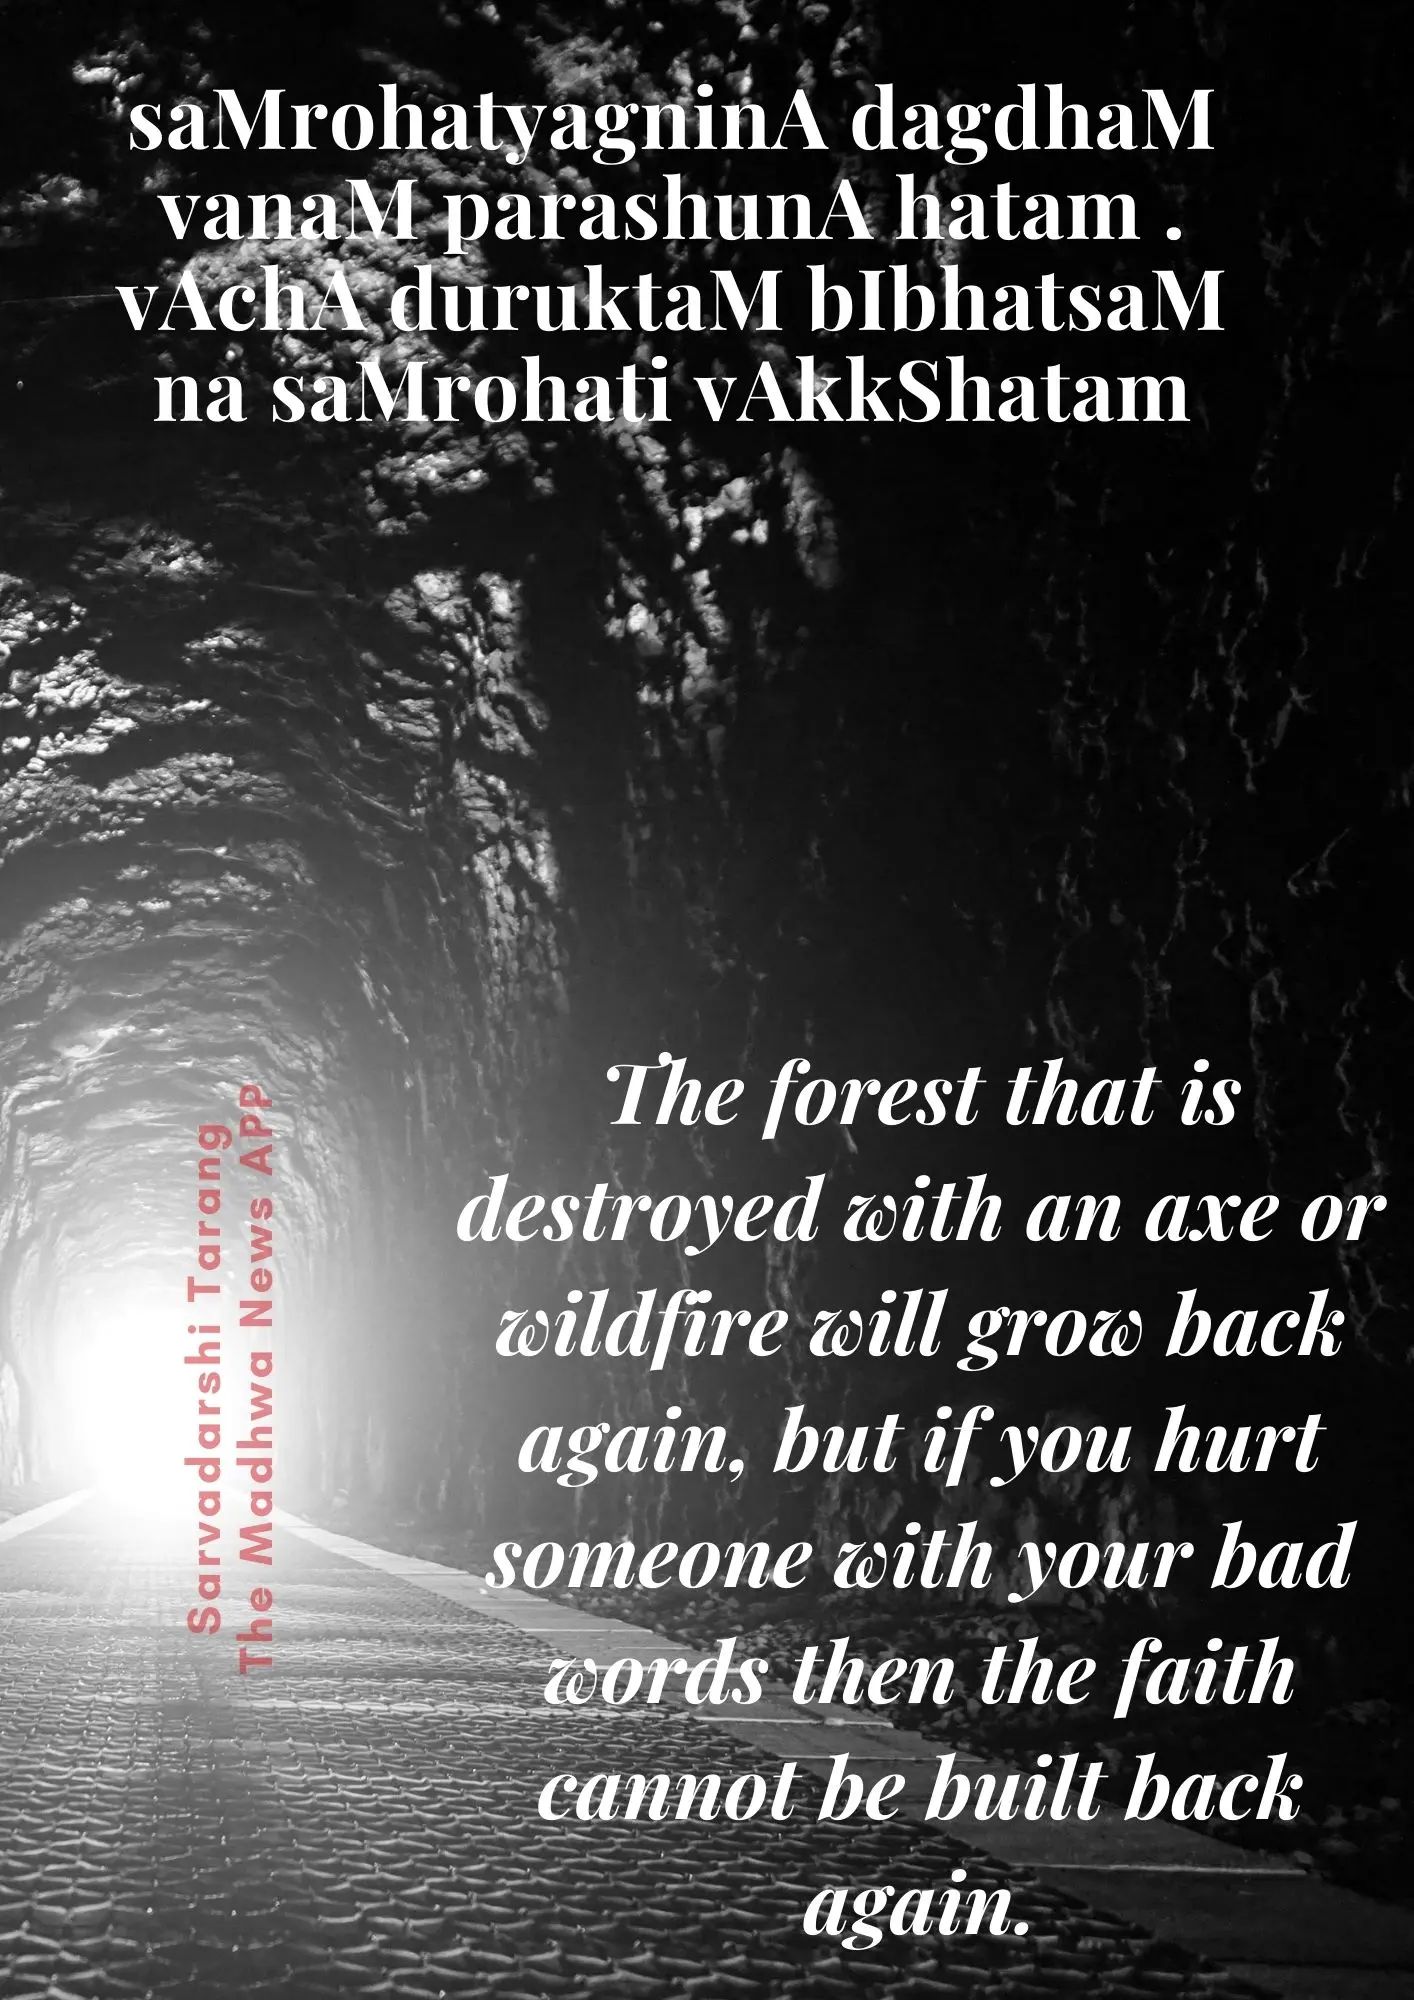 saMrohatyagninA dagdhaM
vanaM parashunA hatam .
vAchA duruktaM bIbhatsaM
na saMrohati vAkkShatam
The forest that is
destroyed with an axe or
wildfire will grow back
again, but if you hurt
someone with your bad
words then the faith
cannot be built back
again.
Sarvadarshi Tarang
The Madhwa News APP